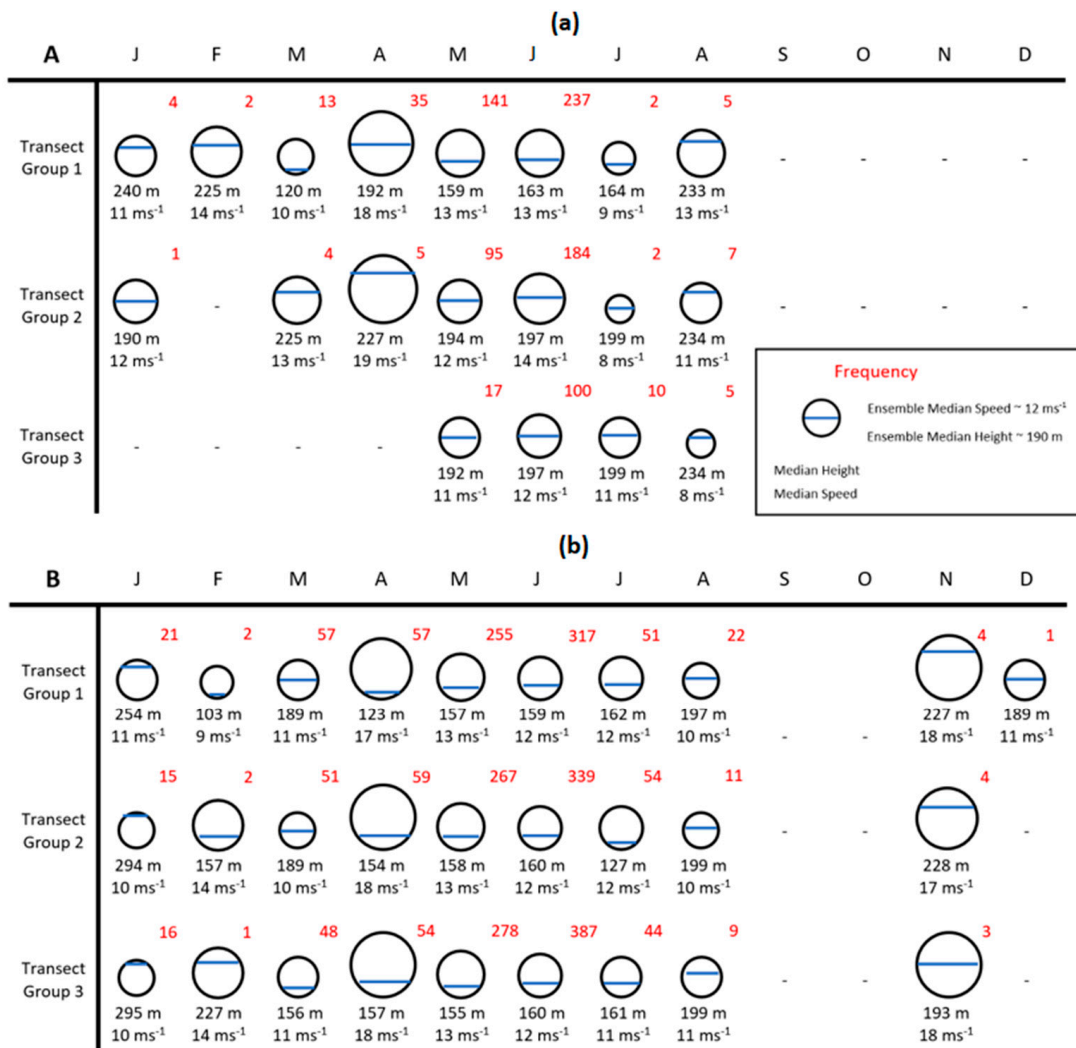 (a)
A J F M A M J J A S O N D
4 2 13 35 141 237 2 5
Transect
Group 1
- - - -
240 m 225 m 120 m 192 m 159 m 163 m 164 m 233 m
11 ms⁻¹ 14 ms⁻¹ 10 ms⁻¹ 18 ms⁻¹ 13 ms⁻¹ 13 ms⁻¹ 9 ms⁻¹ 13 ms⁻¹
1 4 5 95 184 2 7
Transect
Group 2
- - - - -
190 m 225 m 227 m 194 m 197 m 199 m 234 m
12 ms⁻¹ 13 ms⁻¹ 19 ms⁻¹ 12 ms⁻¹ 14 ms⁻¹ 8 ms⁻¹ 11 ms⁻¹
17 100 10 5
Transect
Group 3
- - - -
192 m 197 m 199 m 234 m
11 ms⁻¹ 12 ms⁻¹ 11 ms⁻¹ 8 ms⁻¹
Frequency
Ensemble Median Speed ~ 12 ms⁻¹
Ensemble Median Height ~ 190 m
Median Height
Median Speed
(b)
B J F M A M J J A S O N D
21 2 57 57 255 317 51 22 4 1
Transect
Group 1
254 m 103 m 189 m 123 m 157 m 159 m 162 m 197 m 227 m 189 m
11 ms⁻¹ 9 ms⁻¹ 11 ms⁻¹ 17 ms⁻¹ 13 ms⁻¹ 12 ms⁻¹ 12 ms⁻¹ 10 ms⁻¹ - - 18 ms⁻¹ 11 ms⁻¹
15 2 51 59 267 339 54 11 4
Transect
Group 2
- - -
294 m 157 m 189 m 154 m 158 m 160 m 127 m 199 m 228 m
10 ms⁻¹ 14 ms⁻¹ 10 ms⁻¹ 18 ms⁻¹ 13 ms⁻¹ 12 ms⁻¹ 12 ms⁻¹ 10 ms⁻¹ 17 ms⁻¹
16 1 48 54 278 387 44 9 3
Transect
Group 3
- - -
295 m 227 m 156 m 157 m 155 m 160 m 161 m 199 m 193 m
10 ms⁻¹ 14 ms⁻¹ 11 ms⁻¹ 18 ms⁻¹ 13 ms⁻¹ 12 ms⁻¹ 11 ms⁻¹ 11 ms⁻¹ 18 ms⁻¹